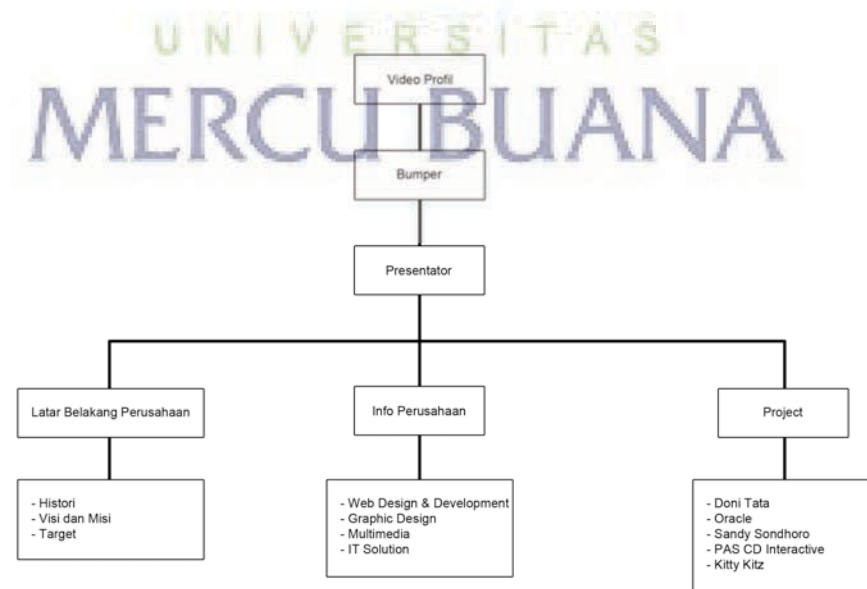 UNIVERSITAS
Video Profil
MERCU BUANA
Bumper
Presentator
Latar Belakang Perusahaan
Info Perusahaan
Project
- Histori
- Visi dan Misi
- Target
- Web Design & Development
- Graphic Design
- Multimedia
- IT Solution
- Doni Tata
- Oracle
- Sandy Sondhoro
- PAS CD Interactive
- Kitty Kitz